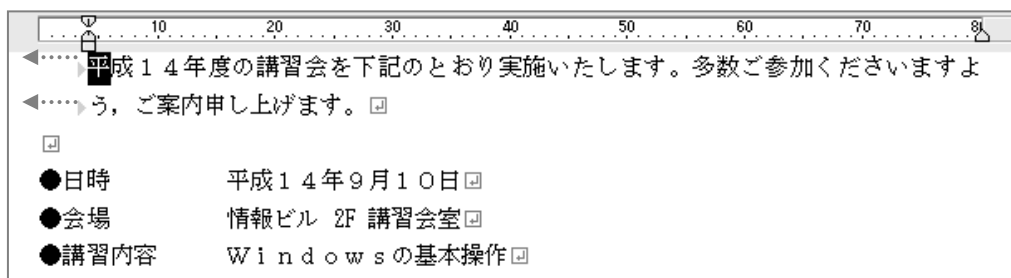 10 20 30 40 50 60 70 8
平成１４年度の講習会を下記のとおり実施いたします。多数ご参加くださいますよ
う，ご案内申し上げます。
●日時　　　　　平成１４年９月１０日
●会場　　　　　情報ビル 2F 講習会室
●講習内容　　　Ｗｉｎｄｏｗｓの基本操作